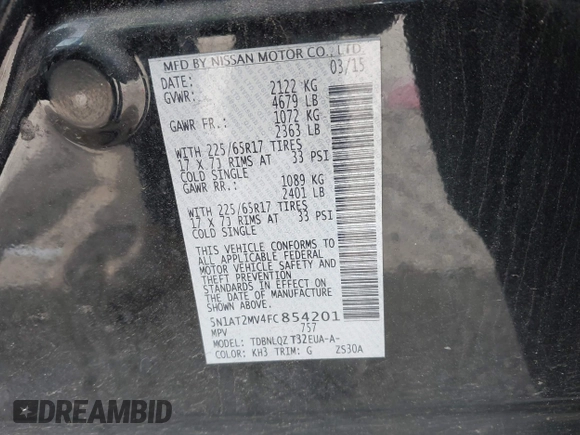 MFD BY NISSAN MOTOR CO., LTD.
DATE: 03/15
GVWR: 2122 KG
4679 LB
GAWR FR.: 1072 KG
2363 LB
WITH 225/65R17 TIRES
17 X 7J RIMS AT 33 PSI
COLD SINGLE
GAWR RR.: 1089 KG
2401 LB
WITH 225/65R17 TIRES
17 X 7J RIMS AT 33 PSI
COLD SINGLE
THIS VEHICLE CONFORMS TO
ALL APPLICABLE FEDERAL
MOTOR VEHICLE SAFETY AND
THEFT PREVENTION
STANDARDS IN EFFECT ON
THE DATE OF MANUFACTURE
SHOWN ABOVE.
5N1AT2MV4FC854201
MPV 757
MODEL: TDBNLQZ T32EUA-A-
COLOR: KH3 TRIM: G 2S30A
DREAMBID